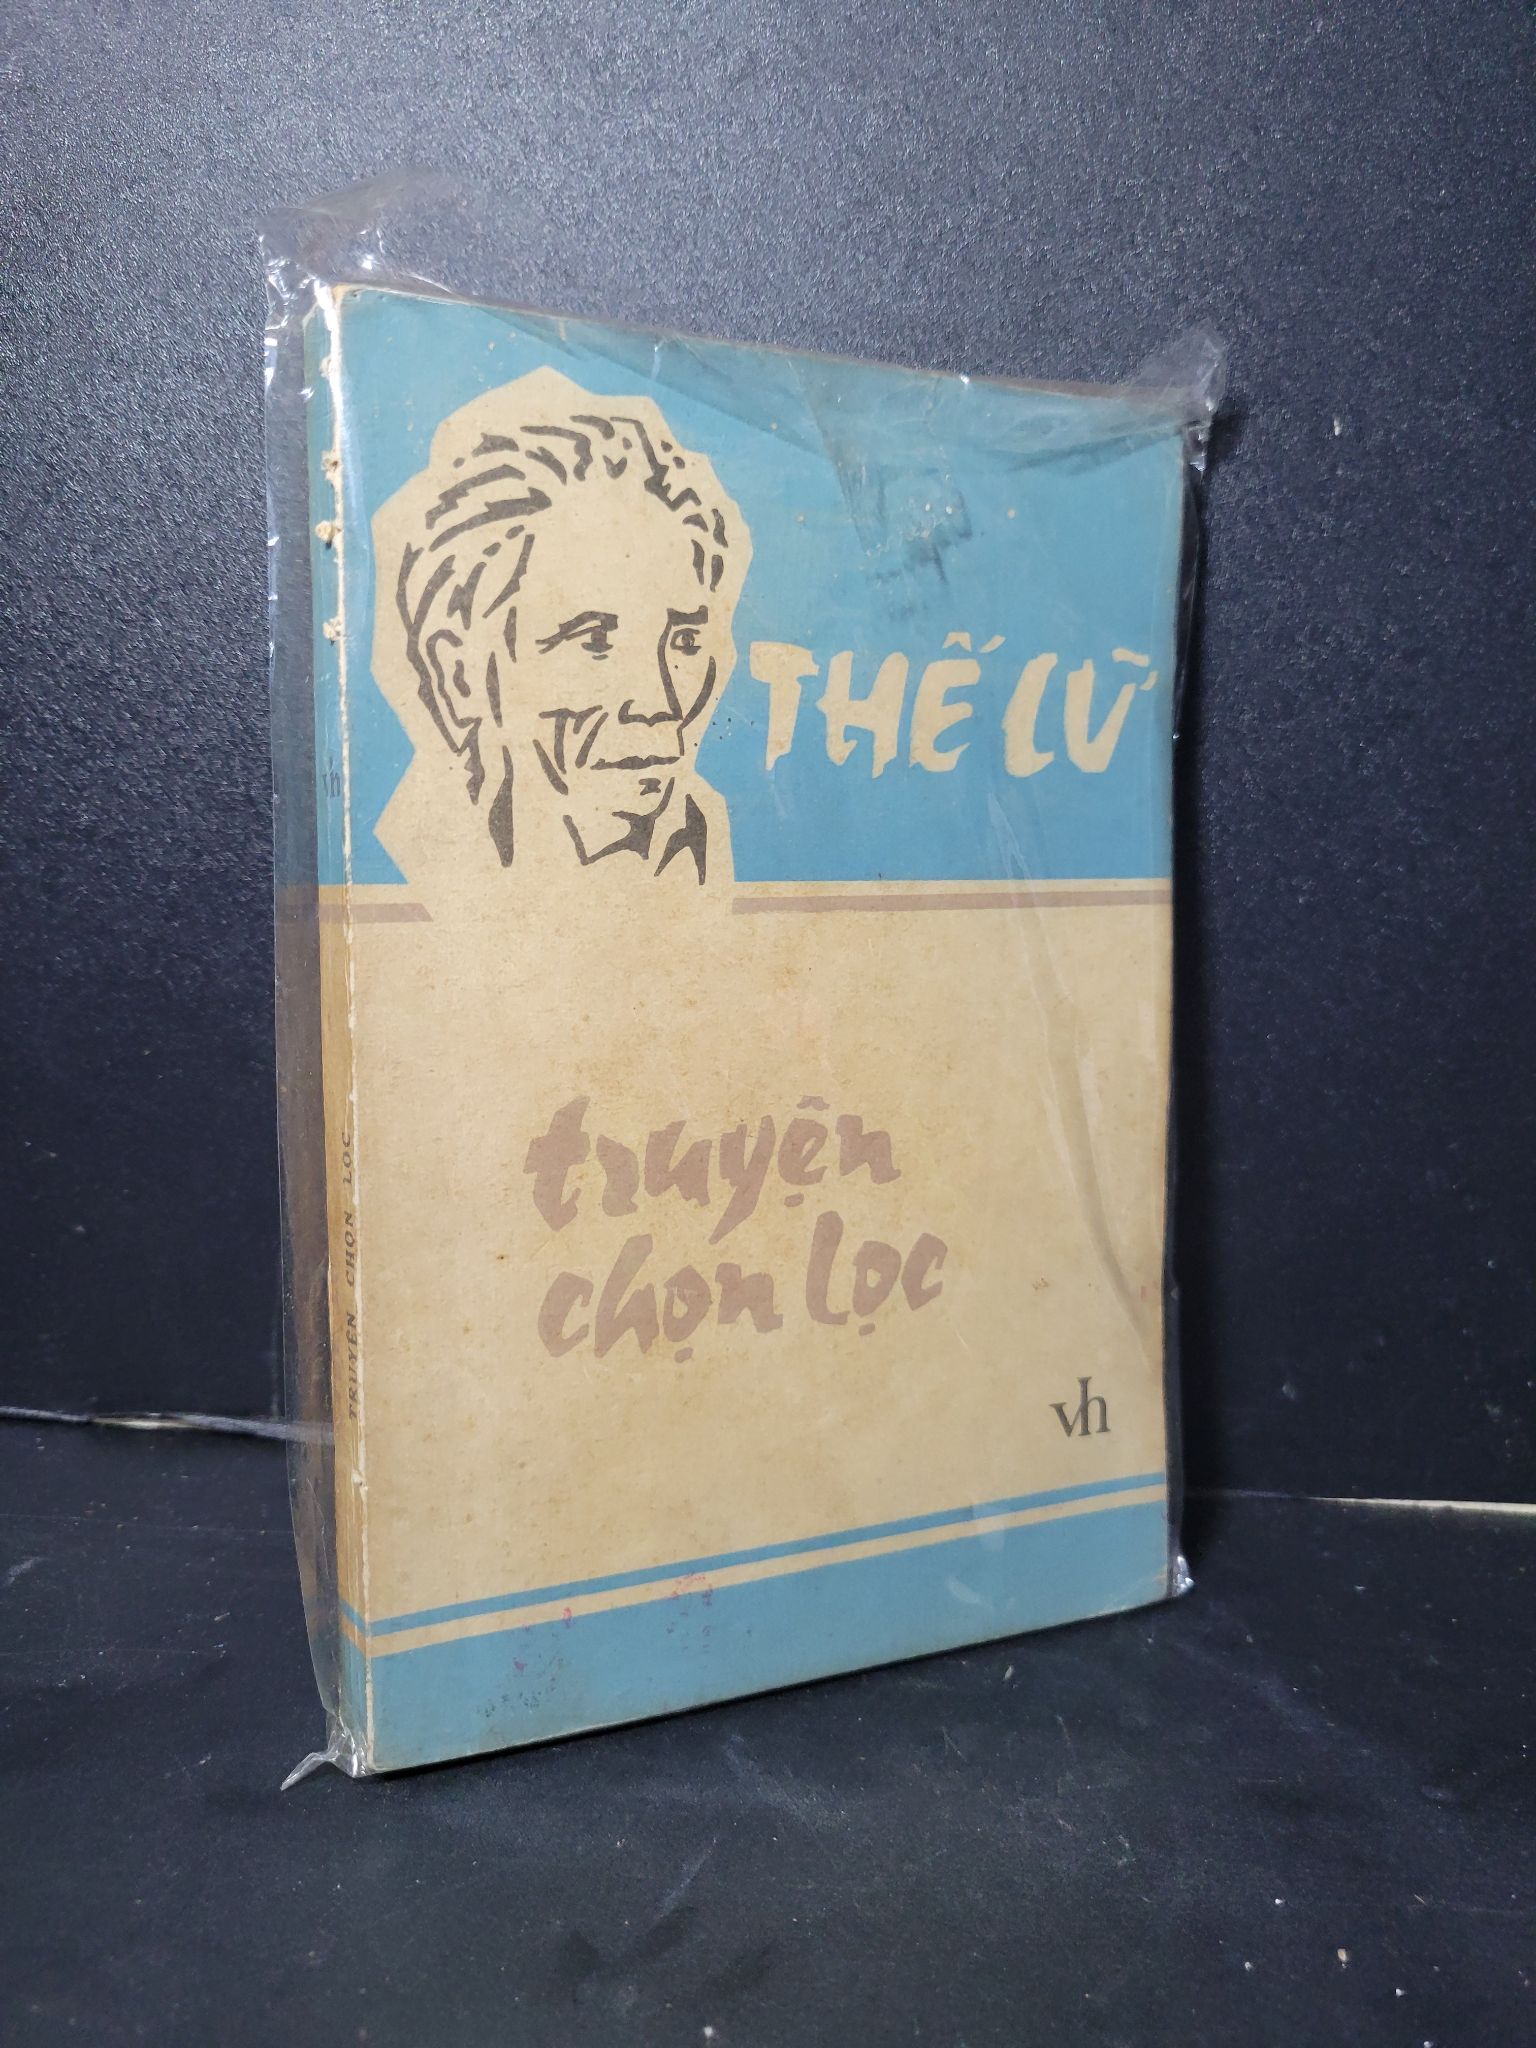 THẾ LỮ
truyện
chọn lọc
vh
vh
TRUYỆN CHỌN LỌC